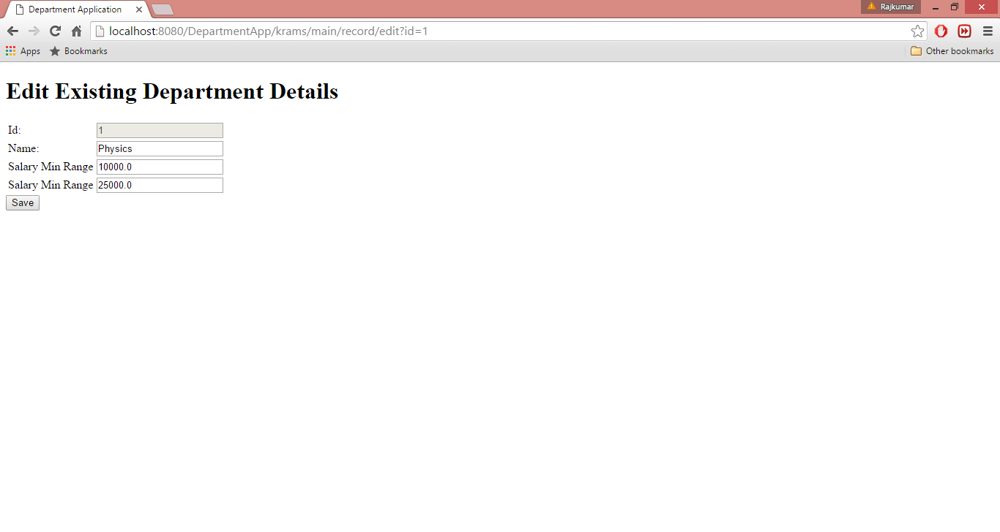 Department Application
Rajkumar
localhost:8080/DepartmentApp/krams/main/record/edit?id=1
Apps Bookmarks Other bookmarks
Edit Existing Department Details
Id: 1
Name: Physics
Salary Min Range 10000.0
Salary Min Range 25000.0
Save